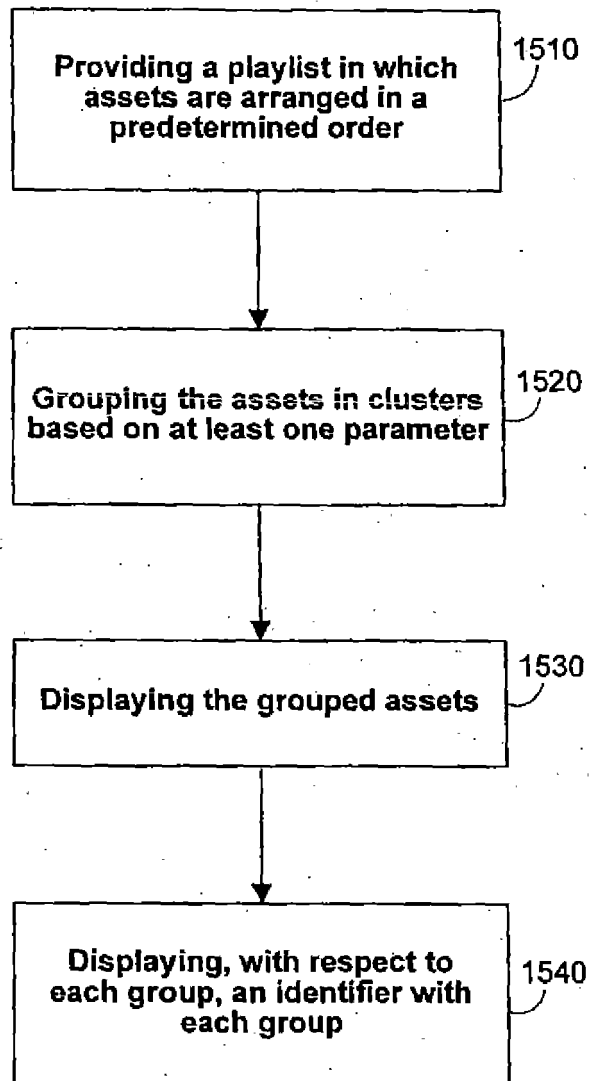 Providing a playlist in which
assets are arranged in a
predetermined order
1510
Grouping the assets in clusters
based on at least one parameter
1520
Displaying the grouped assets
1530
Displaying, with respect to
each group, an identifier with
each group
1540